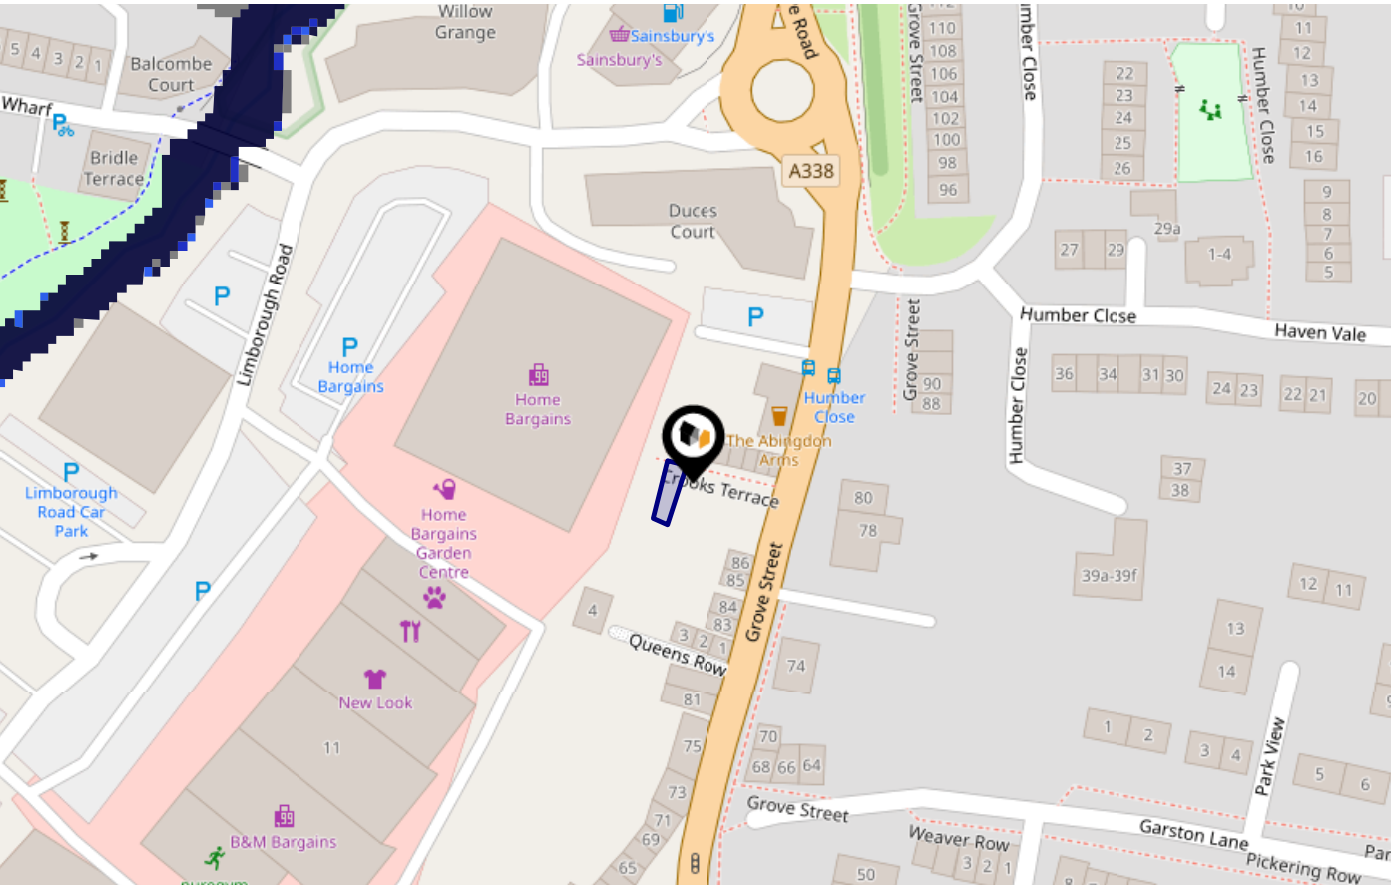 Willow
Grange
Sainsbury's
Sainsbury's
e Road
Grove Street
110
108
106
104
102
100
98
96
umber Close
22
23
24
25
26
Humber Close
11
12
13
14
15
16
5 4 3 2 1
Balcombe
Court
Wharf
P
Bridle
Terrace
A338
Duces
Court
29a
27
29
1-4
9
8
7
6
5
P
Limborough Road
P
Home
Bargains
P
Humber Close
Haven Vale
Grove Street
90
88
Humber
Close
Humber Close
36
34
31 30
24 23
22 21
20
99
Home
Bargains
The Abingdon
Arms
Crooks Terrace
P
Limborough
Road Car
Park
Home
Bargains
Garden
Centre
80
78
37
38
39a-39f
12
11
86
85
84
83
3 2 1
4
Queens Row
Grove Street
P
74
13
14
New Look
11
81
75
73
71
69
65
70
68 66 64
1
2
3
4
5
6
Park View
Grove Street
Garston Lane
Weaver Row
3 2 1
Pickering Row
Par
99
B&M Bargains
puregym
50
8